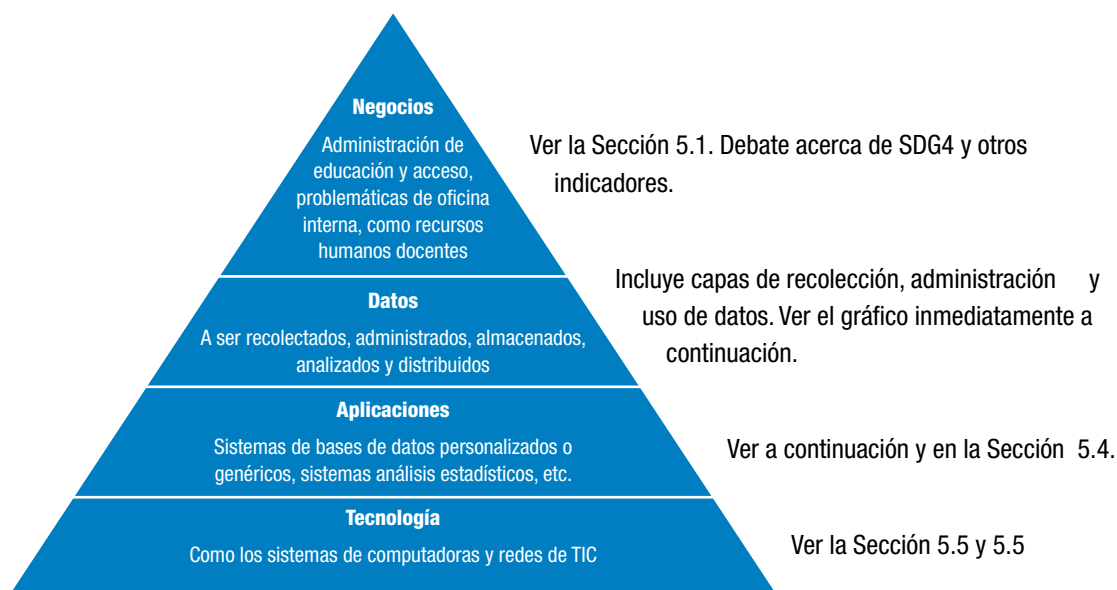 Negocios
Administración de
educación y acceso,
problemáticas de oficina
interna, como recursos
humanos docentes
Ver la Sección 5.1. Debate acerca de SDG4 y otros
indicadores.
Datos
A ser recolectados, administrados, almacenados,
analizados y distribuidos
Incluye capas de recolección, administración y
uso de datos. Ver el gráfico inmediatamente a
continuación.
Aplicaciones
Sistemas de bases de datos personalizados o
genéricos, sistemas análisis estadísticos, etc.
Ver a continuación y en la Sección 5.4.
Tecnología
Como los sistemas de computadoras y redes de TIC
Ver la Sección 5.5 y 5.5